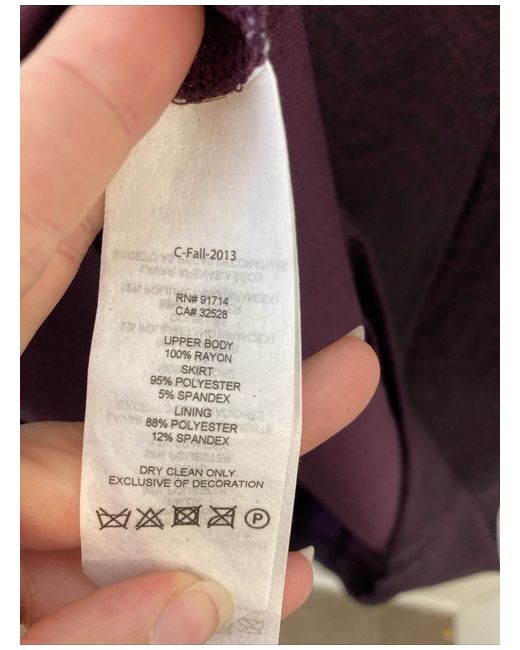 C-Fall-2013
RN# 91714
CA# 32528
UPPER BODY
100% RAYON
SKIRT
95% POLYESTER
5% SPANDEX
LINING
88% POLYESTER
12% SPANDEX
DRY CLEAN ONLY
EXCLUSIVE OF DECORATION
P